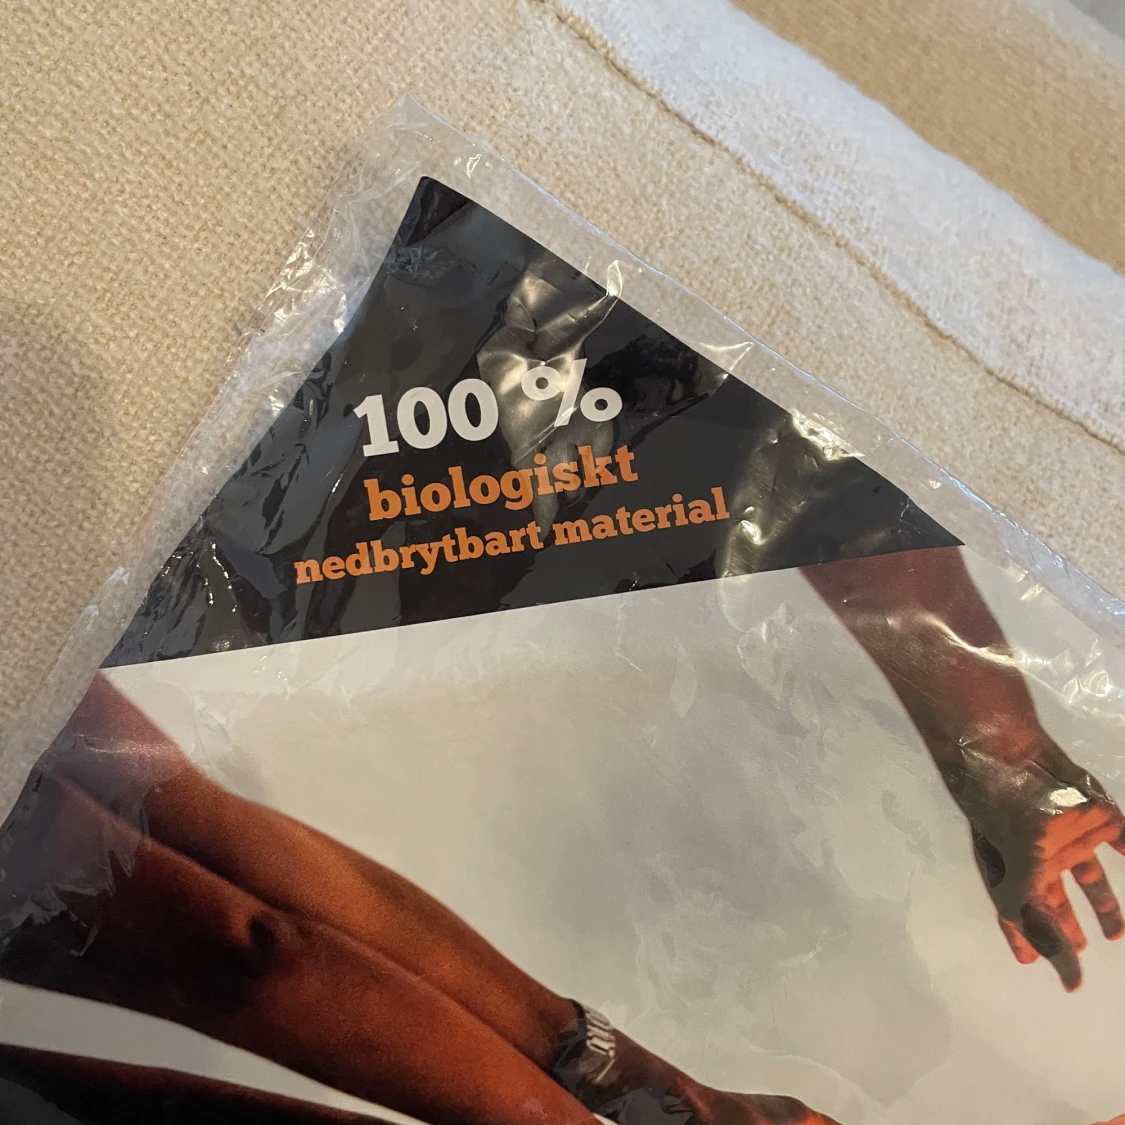 100 %
biologiskt
nedbrytbart material